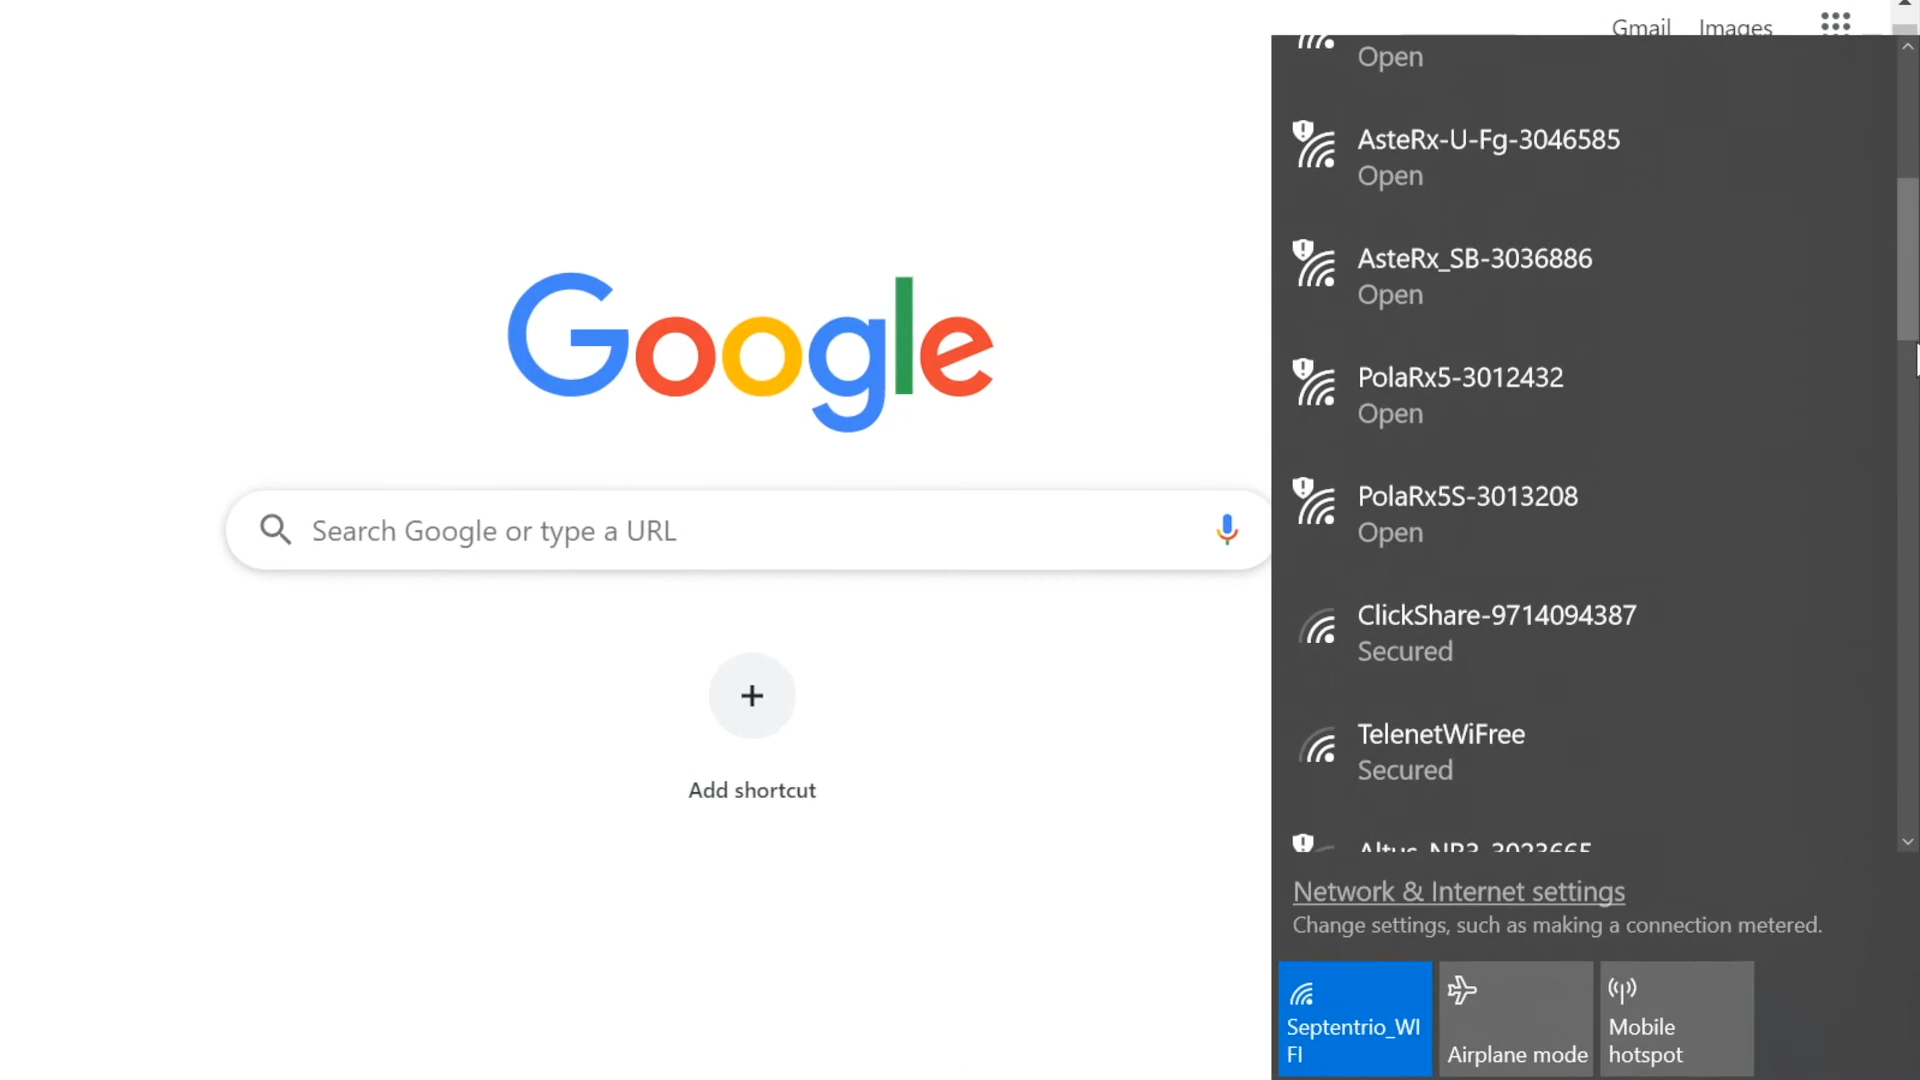 Gmail
Images
Google
Search Google or type a URL
Add shortcut
Open
AsteRx-U-Fg-3046585
Open
AsteRx_SB-3036886
Open
PolaRx5-3012432
Open
PolaRx5S-3013208
Open
ClickShare-9714094387
Secured
TelenetWiFree
Secured
Altus_NR3-3023665
Network & Internet settings
Change settings, such as making a connection metered.
Septentrio_WI
FI
Airplane mode
Mobile
hotspot